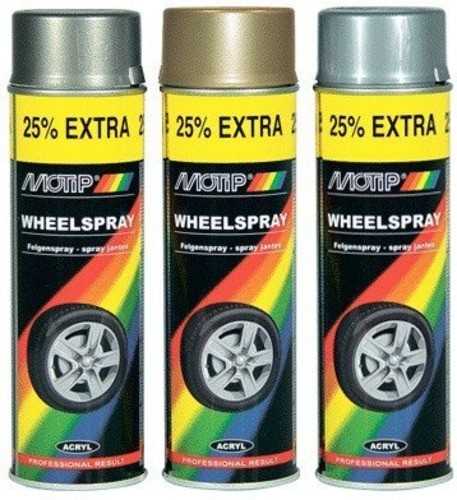 25% EXTRA 25% EXTRA 25% EXTRA
MOTIP MOTIP MOTIP
WHEELSPRAY WHEELSPRAY WHEELSPRAY
Felgenspray - spray jantes Felgenspray - spray jantes Felgenspray - spray jantes
ACRYL ACRYL ACRYL
PROFESSIONAL RESULT PROFESSIONAL RESULT PROFESSIONAL RESULT